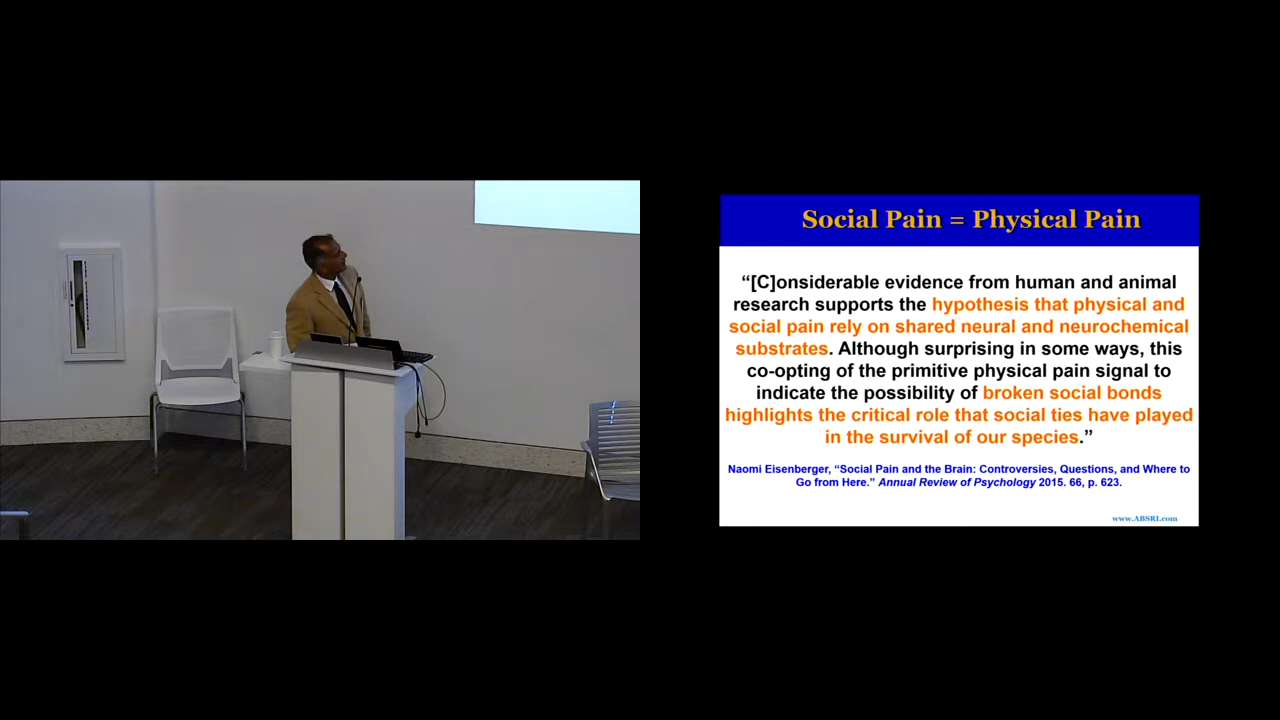 Social Pain = Physical Pain
“[C]onsiderable evidence from human and animal
research supports the hypothesis that physical and
social pain rely on shared neural and neurochemical
substrates. Although surprising in some ways, this
co-opting of the primitive physical pain signal to
indicate the possibility of broken social bonds
highlights the critical role that social ties have played
in the survival of our species.”
Naomi Eisenberger, “Social Pain and the Brain: Controversies, Questions, and Where to
Go from Here.” Annual Review of Psychology 2015. 66, p. 623.
www.ABSRI.com